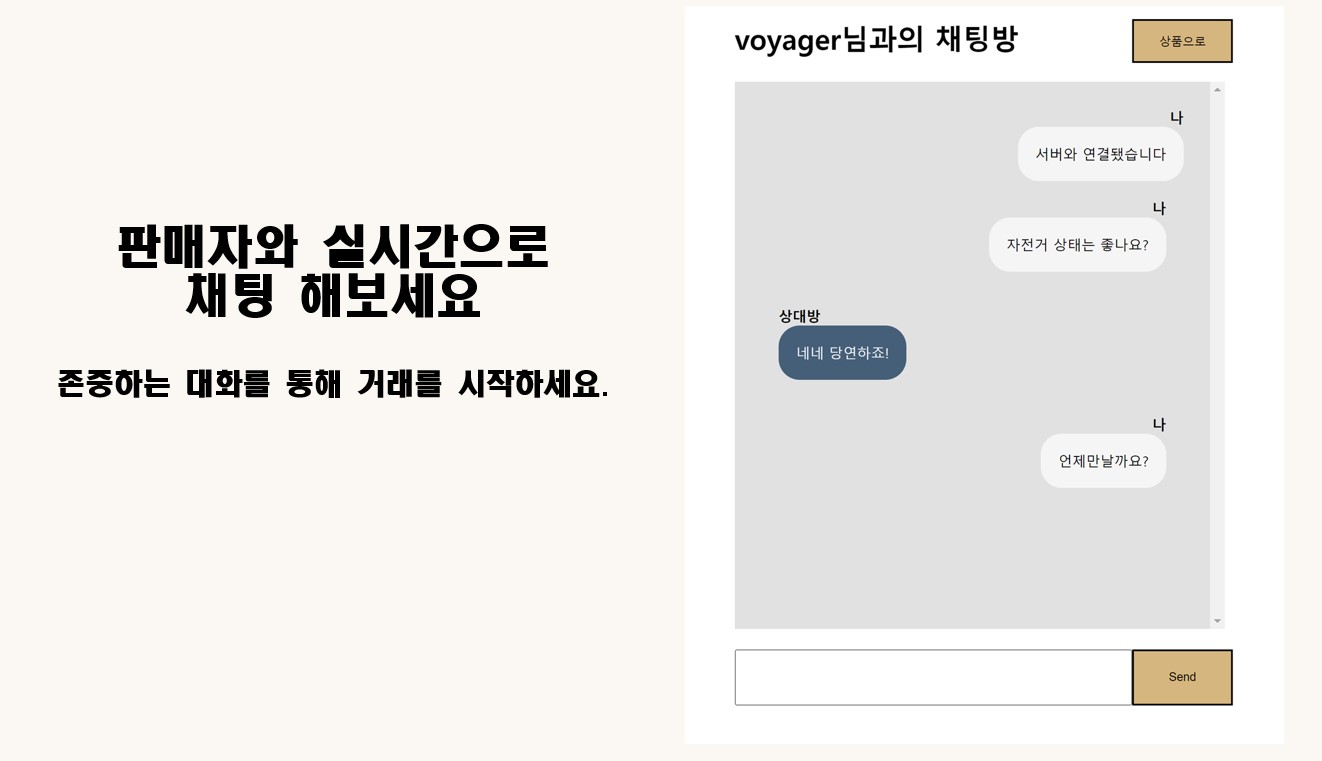 판매자와 실시간으로
채팅 해보세요
존중하는 대화를 통해 거래를 시작하세요.
voyager님과의 채팅방
상품으로
나
서버와 연결됐습니다
나
자전거 상태는 좋나요?
상대방
네네 당연하죠!
나
언제만날까요?
Send